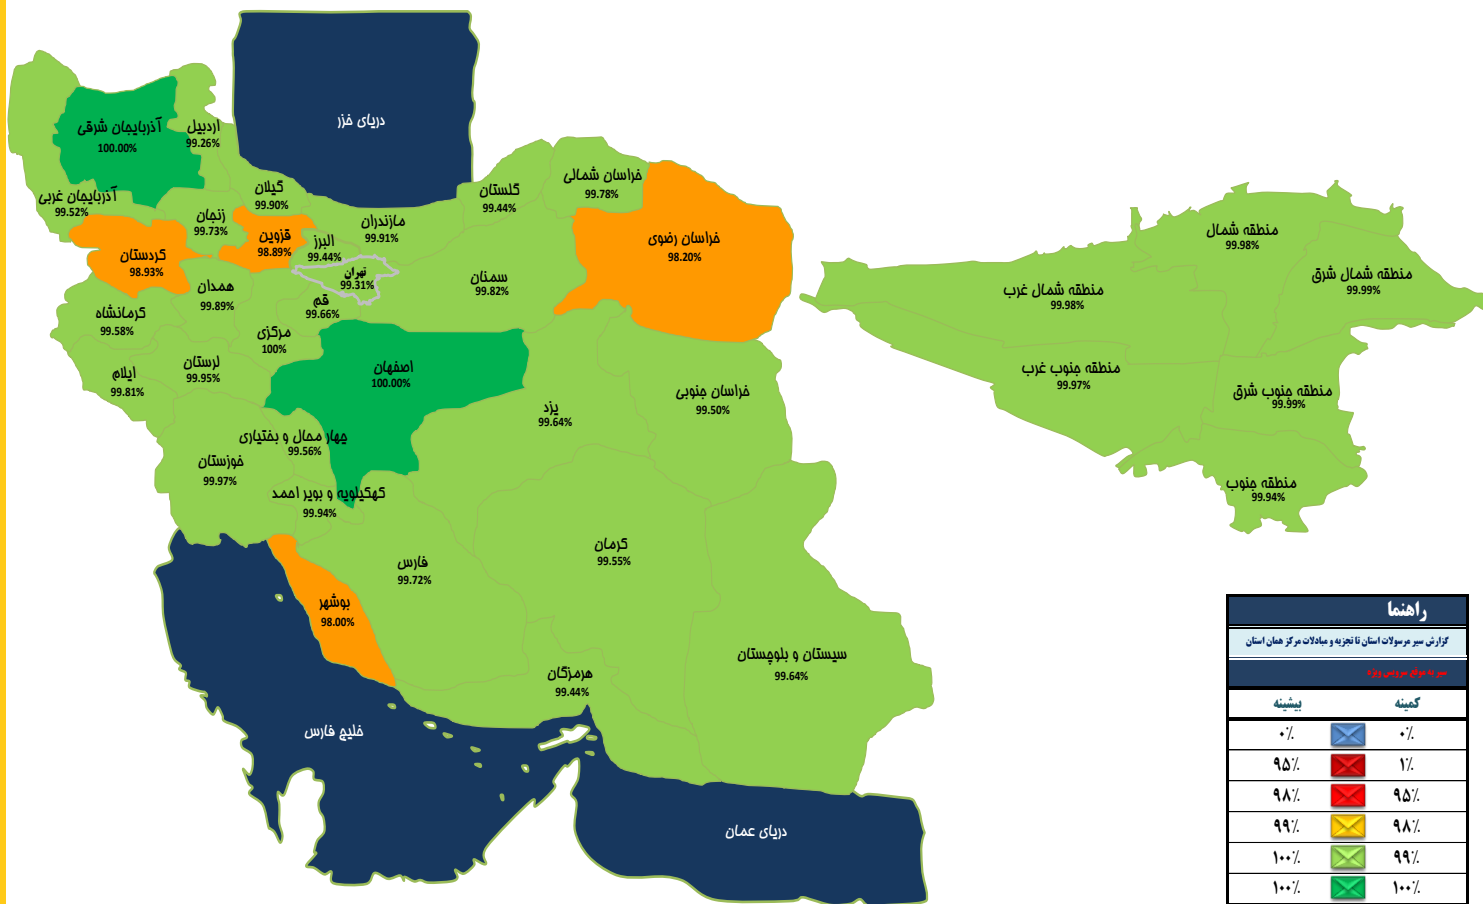 دریای خزر
آذربایجان شرقی
100.00%
اردبیل
99.26%
آذربایجان غربی
99.52%
گیلان
99.90%
زنجان
99.73%
قزوین
98.89%
کردستان
98.93%
البرز
99.44%
مازندران
99.91%
گلستان
99.44%
خراسان شمالی
99.78%
خراسان رضوی
98.20%
تهران
99.31%
سمنان
99.82%
همدان
99.89%
قم
99.66%
کرمانشاه
99.58%
مرکزی
100%
لرستان
99.95%
ایلام
99.81%
اصفهان
100.00%
یزد
99.64%
خراسان جنوبی
99.50%
چهار محال و بختیاری
99.56%
خوزستان
99.97%
کهکیلویه و بویر احمد
99.94%
فارس
99.72%
کرمان
99.55%
بوشهر
98.00%
سیستان و بلوچستان
99.64%
هرمزگان
99.44%
خلیج فارس
دریای عمان
منطقه شمال
99.98%
منطقه شمال شرق
99.99%
منطقه شمال غرب
99.98%
منطقه جنوب غرب
99.97%
منطقه جنوب شرق
99.99%
منطقه جنوب
99.94%
راهنما
گزارش سیر مرسولات استان تا تجزیه و مبادلات مرکز همان استان
سیر به موقع سرویس ویژه
کمینه بیشینه
۰٪ ۰٪
۱٪ ۹۵٪
۹۵٪ ۹۸٪
۹۸٪ ۹۹٪
۹۹٪ ۱۰۰٪
۱۰۰٪ ۱۰۰٪